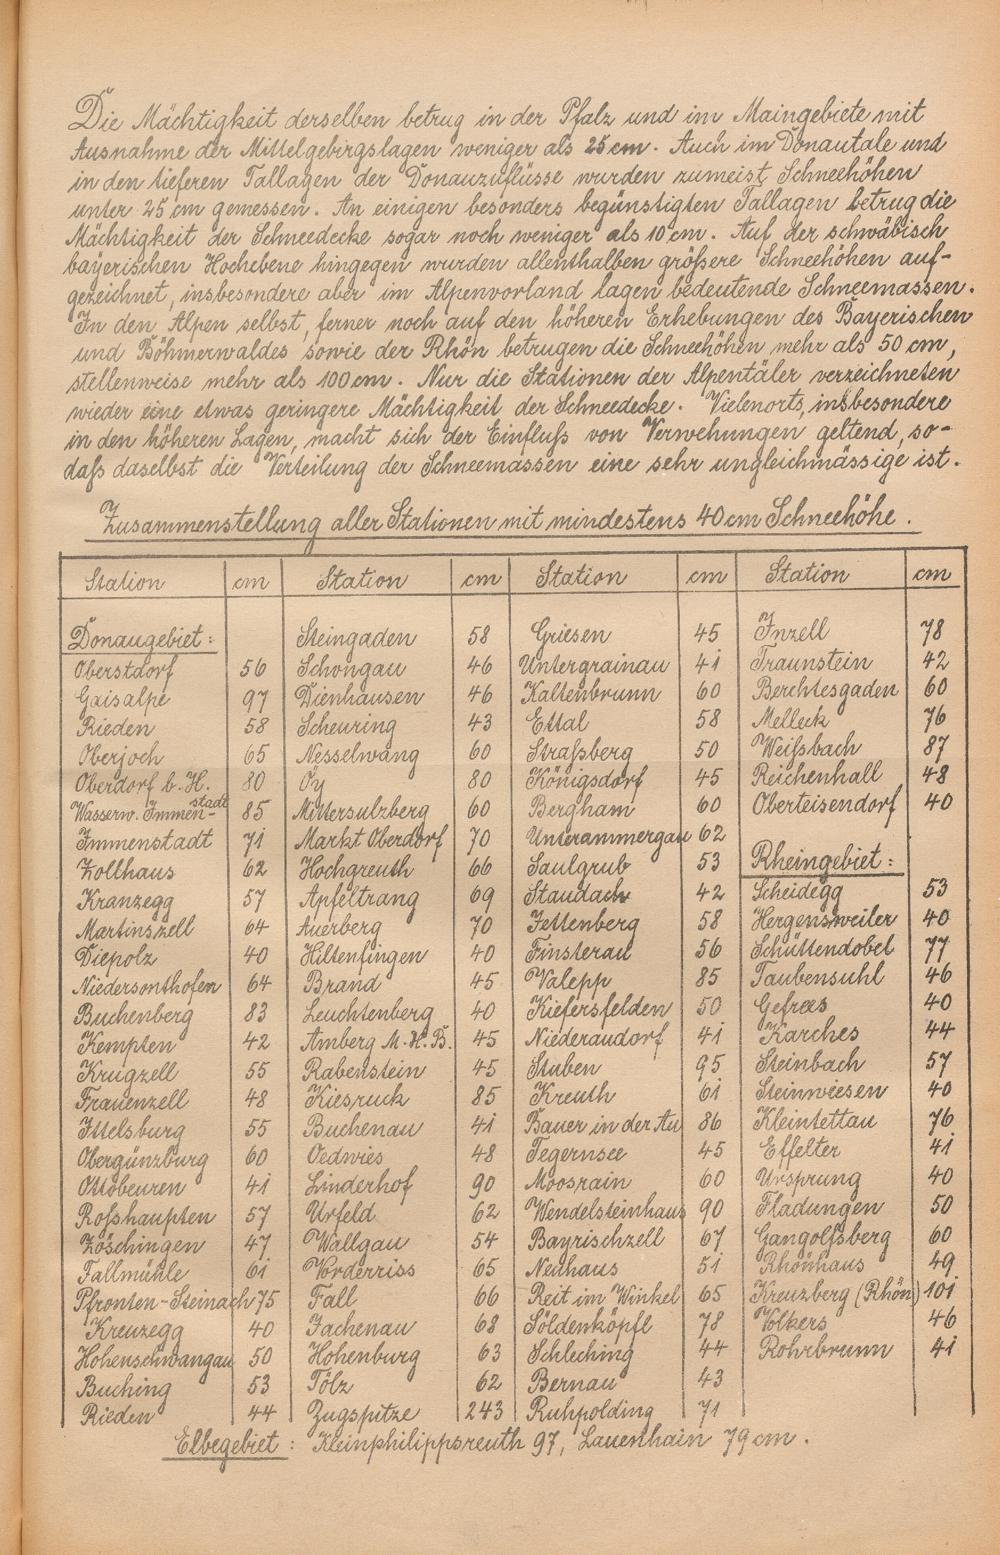 Die Mächtigkeit derselben betrug in der Pfalz und im Maingebiete mit
Ausnahme der Mittelgebirgslagen weniger als 25 cm. Auch im Donautale und
in den tieferen Tallagen der Donauzuflüsse wurden zumeist Schneehöhen
unter 25 cm gemessen. An einigen besonders begünstigten Tallagen betrug die
Mächtigkeit der Schneedecke sogar noch weniger als 10 cm. Auf der schwäbisch
bayerischen Hochebene hingegen wurden allenthalben größere Schneehöhen auf-
gezeichnet, insbesondere aber im Alpenvorland lagen bedeutende Schneemassen.
In den Alpen selbst, ferner noch auf den höheren Erhebungen des Bayerischen
und Böhmerwaldes sowie der Rhön betrugen die Schneehöhen mehr als 50 cm,
stellenweise mehr als 100 cm. Nur die Stationen der Alpentäler verzeichneten
wieder eine etwas geringere Mächtigkeit der Schneedecke. Vielenorts, insbesondere
in den höheren Lagen, macht sich der Einfluß von Verwehungen geltend, so-
daß daselbst die Verteilung der Schneemassen eine sehr ungleichmässige ist.
Zusammenstellung aller Stationen mit mindestens 40 cm Schneehöhe.
Station cm Station cm Station cm Station cm
Donaugebiet: Steingaden 58 Griesen 45 Inzell 78
Oberstdorf 56 Schongau 46 Untergrainau 41 Traunstein 42
Gaisalpe 97 Dienhausen 46 Kaltenbrunn 60 Berchtesgaden 60
Rieden 58 Scheuring 43 Ettal 58 Melleck 76
Oberjoch 65 Nesselwang 60 Straßberg 50 Weißbach 87
Oberdorf b. H. 80 Oy 80 Königsdorf 45 Reichenhall 48
Wasserw. Immen-stadt 85 Mittersulzberg 60 Bergham 60 Oberteisendorf 40
Immenstadt 71 Markt Oberdorf 70 Unterammergau 62
Zollhaus 62 Hochgreuth 66 Saulgrub 53 Rheingebiet:
Kranzegg 57 Apfeltrang 69 Staudach 42 Scheidegg 53
Martinszell 64 Auerberg 70 Jettenberg 58 Hergensweiler 40
Diepolz 40 Hiltenfingen 40 Finsterau 56 Schüttendobel 77
Niedersonthofen 64 Brand 45 Valepp 85 Taubensuhl 46
Buchenberg 83 Leuchtenberg 40 Kiefersfelden 50 Gefrees 40
Kempten 42 Amberg M. H. B. 45 Niederaudorf 41 Karches 44
Krugzell 55 Rabenstein 45 Stuben 95 Steinbach 57
Frauenzell 48 Kiesruck 85 Kreuth 61 Steinwiesen 40
Ittelsburg 55 Buchenau 41 Bauer in der Au 86 Kleintettau 76
Obergünzburg 60 Oedwies 48 Tegernsee 45 Effelter 41
Ottobeuren 41 Linderhof 90 Moosrain 60 Ursprung 40
Roßhaupten 57 Urfeld 62 Wendelsteinhaus 90 Fladungen 50
Zöschingen 47 Wallgau 54 Bayrischzell 67 Gangolfsberg 60
Fallmühle 61 Vorderriss 65 Neuhaus 51 Rhönhaus 49
Pfronten-Steinach 75 Fall 66 Reit im Winkel 65 Kreuzberg (Rhön) 101
Kreuzegg 40 Jachenau 68 Söldenköpfl 78 Volkers 46
Hohenschwangau 50 Hohenburg 63 Schleching 44 Rohrbrunn 41
Buching 53 Tölz 62 Bernau 43
Rieden 44 Zugspitze 243 Ruhpolding 71
Elbegebiet: Kleinphilippsreuth 97, Lauenhain 79 cm.